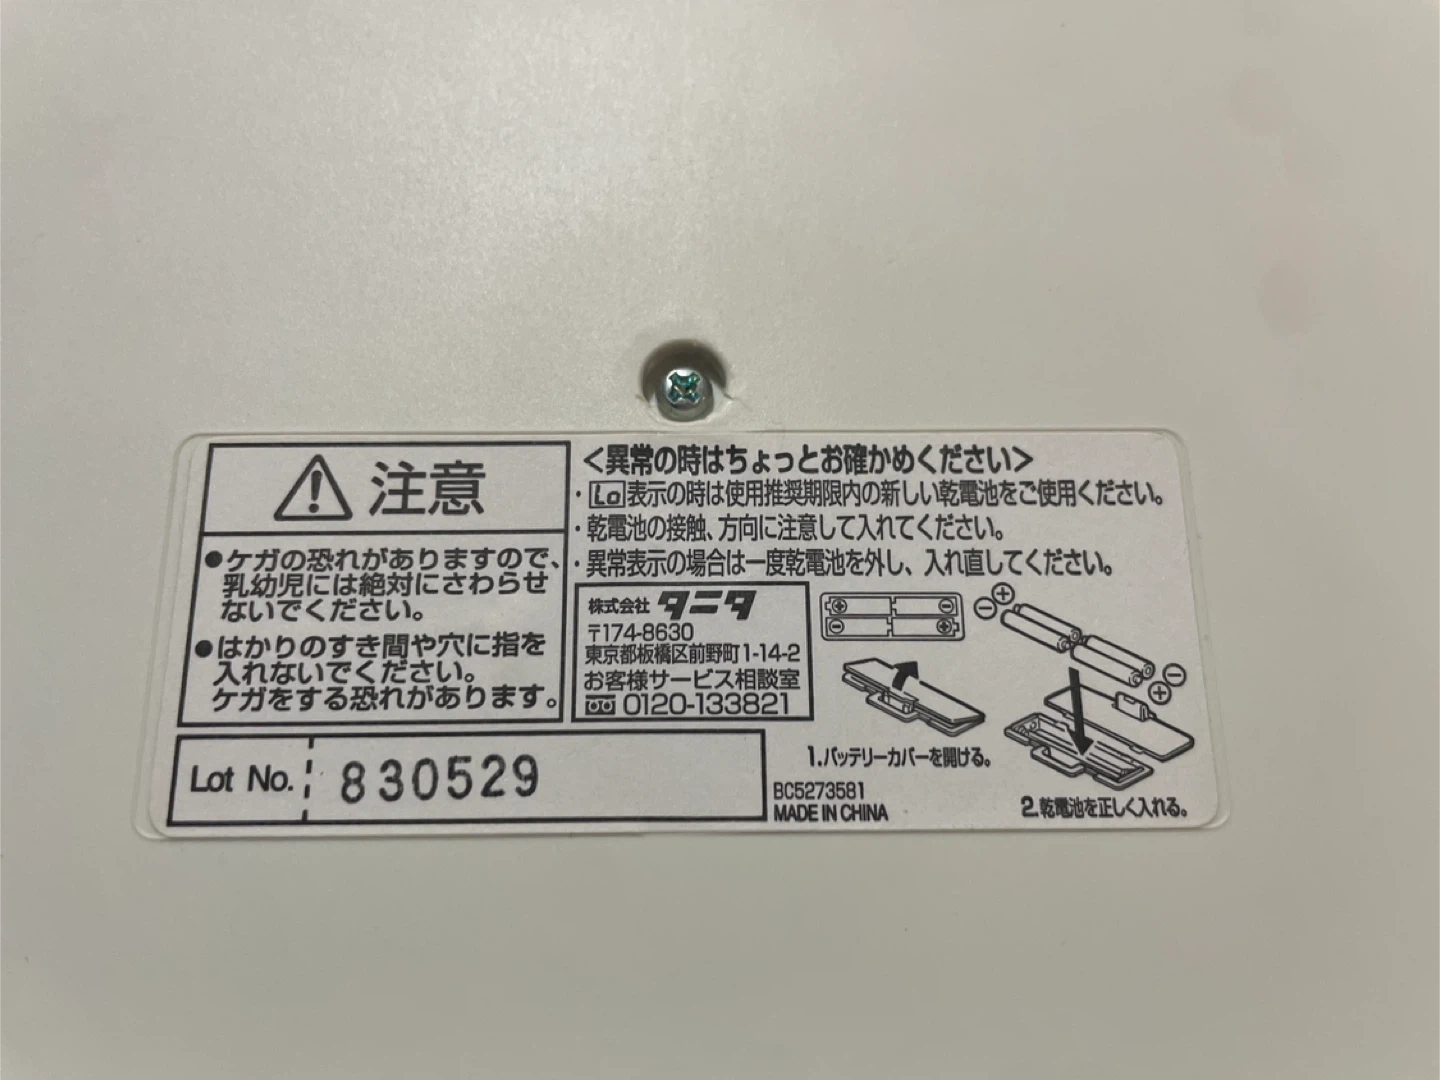 注意
●ケガの恐れがありますので、
乳幼児には絶対にさわらせ
ないでください。
●はかりのすき間や穴に指を
入れないでください。
ケガをする恐れがあります。
<異常の時はちょっとお確かめください>
・Lo表示の時は使用推奨期限内の新しい乾電池をご使用ください。
・乾電池の接触、方向に注意して入れてください。
・異常表示の場合は一度乾電池を外し、入れ直してください。
株式会社タニタ
〒174-8630
東京都板橋区前野町1-14-2
お客様サービス相談室
0120-133821
1.バッテリーカバーを開ける。
2.乾電池を正しく入れる。
BC5273581
MADE IN CHINA
Lot No. 830529